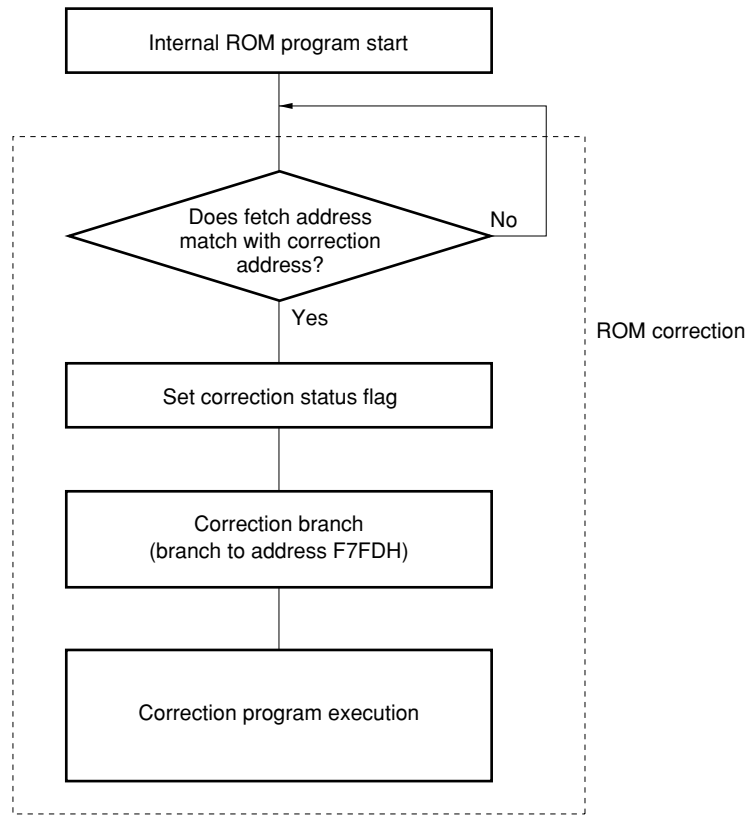 Internal ROM program start
Does fetch address
match with correction
address?
No
Yes
ROM correction
Set correction status flag
Correction branch
(branch to address F7FDH)
Correction program execution